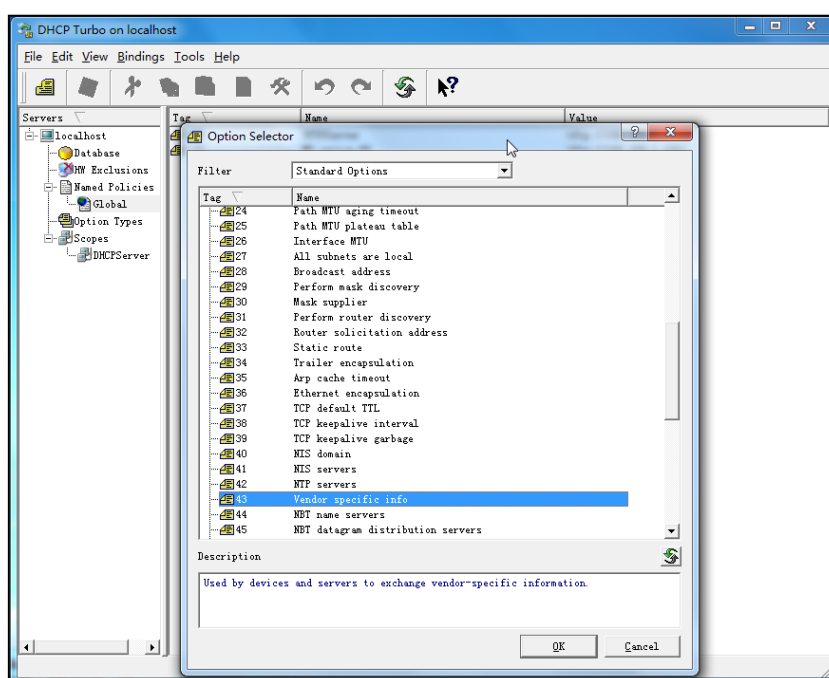 DHCP Turbo on localhost
File Edit View Bindings Tools Help
Servers
Tag Name Value
localhost
Database
HW Exclusions
Named Policies
Global
Option Types
Scopes
DHCPServer
Option Selector
Filter Standard Options
Tag Name
24 Path MTU aging timeout
25 Path MTU plateau table
26 Interface MTU
27 All subnets are local
28 Broadcast address
29 Perform mask discovery
30 Mask supplier
31 Perform router discovery
32 Router solicitation address
33 Static route
34 Trailer encapsulation
35 Arp cache timeout
36 Ethernet encapsulation
37 TCP default TTL
38 TCP keepalive interval
39 TCP keepalive garbage
40 NIS domain
41 NIS servers
42 NTP servers
43 Vendor specific info
44 NBT name servers
45 NBT datagram distribution servers
Description
Used by devices and servers to exchange vendor-specific information.
OK Cancel